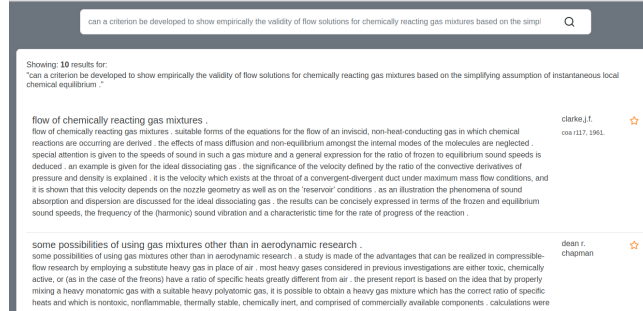 can a criterion be developed to show empirically the validity of flow solutions for chemically reacting gas mixtures based on the simpl
Showing: 10 results for:
"can a criterion be developed to show empirically the validity of flow solutions for chemically reacting gas mixtures based on the simplifying assumption of instantaneous local
chemical equilibrium ."
flow of chemically reacting gas mixtures .
clarke,j.f.
flow of chemically reacting gas mixtures . suitable forms of the equations for the flow of an inviscid, non-heat-conducting gas in which chemical
coa r117, 1961.
reactions are occurring are derived . the effects of mass diffusion and non-equilibrium amongst the internal modes of the molecules are neglected .
special attention is given to the speeds of sound in such a gas mixture and a general expression for the ratio of frozen to equilibrium sound speeds is
deduced . an example is given for the ideal dissociating gas . the significance of the velocity defined by the ratio of the convective derivatives of
pressure and density is explained . it is the velocity which exists at the throat of a convergent-divergent duct under maximum mass flow conditions, and
it is shown that this velocity depends on the nozzle geometry as well as on the 'reservoir' conditions . as an illustration the phenomena of sound
absorption and dispersion are discussed for the ideal dissociating gas . the results can be concisely expressed in terms of the frozen and equilibrium
sound speeds, the frequency of the (harmonic) sound vibration and a characteristic time for the rate of progress of the reaction .
some possibilities of using gas mixtures other than in aerodynamic research .
dean r.
chapman
some possibilities of using gas mixtures other than in aerodynamic research . a study is made of the advantages that can be realized in compressible-
flow research by employing a substitute heavy gas in place of air . most heavy gases considered in previous investigations are either toxic, chemically
active, or (as in the case of the freons) have a ratio of specific heats greatly different from air . the present report is based on the idea that by properly
mixing a heavy monatomic gas with a suitable heavy polyatomic gas, it is possible to obtain a heavy gas mixture which has the correct ratio of specific
heats and which is nontoxic, nonflammable, thermally stable, chemically inert, and comprised of commercially available components . calculations were